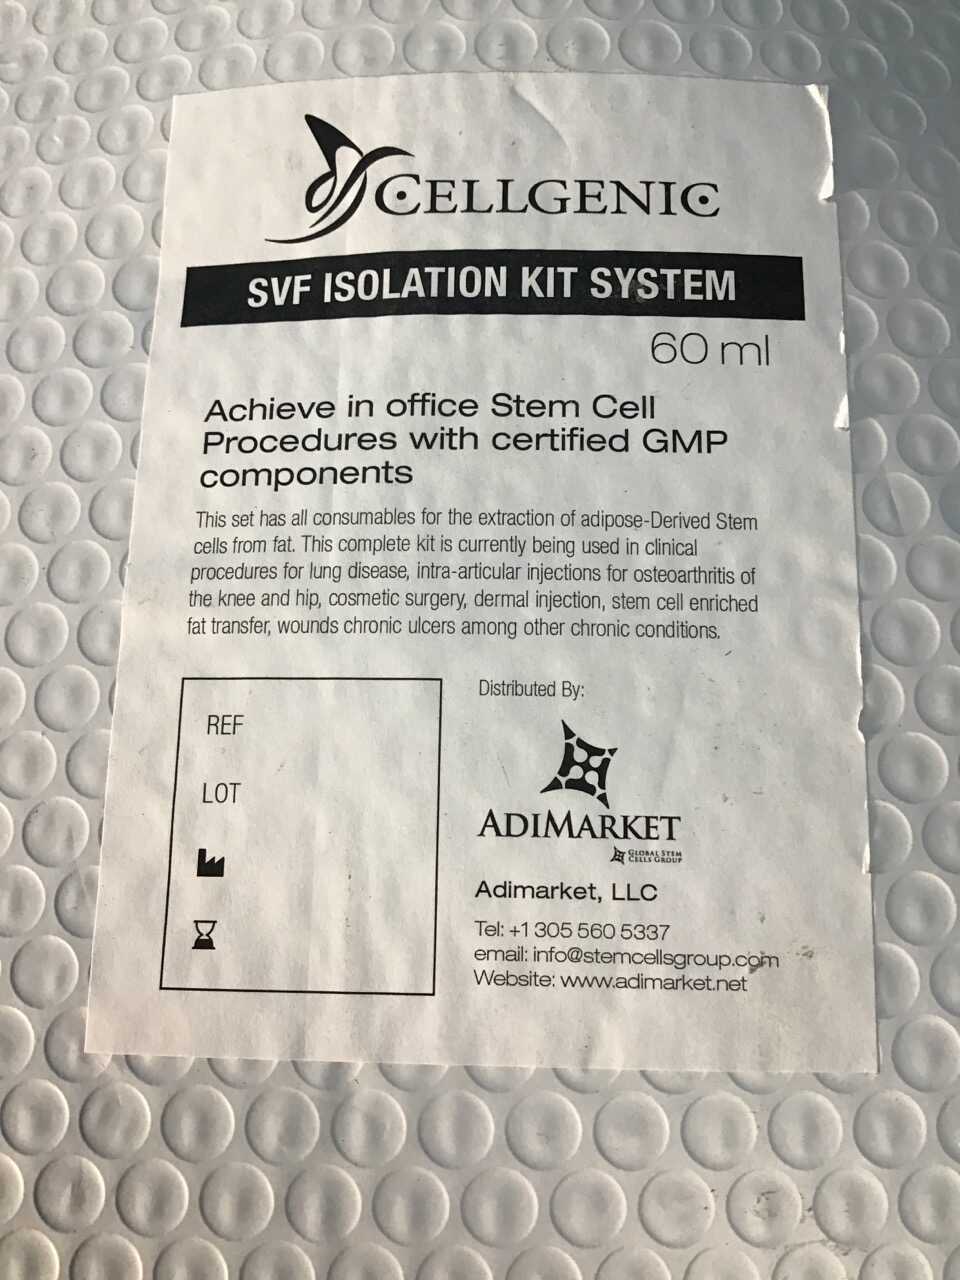 CELLGENIC
SVF ISOLATION KIT SYSTEM
60 ml
Achieve in office Stem Cell
Procedures with certified GMP
components
This set has all consumables for the extraction of adipose-Derived Stem
cells from fat. This complete kit is currently being used in clinical
procedures for lung disease, intra-articular injections for osteoarthritis of
the knee and hip, cosmetic surgery, dermal injection, stem cell enriched
fat transfer, wounds chronic ulcers among other chronic conditions.
REF
LOT
Distributed By:
ADIMARKET
GLOBAL STEM
CELLS GROUP
Adimarket, LLC
Tel: +1 305 560 5337
email: info@stemcellsgroup.com
Website: www.adimarket.net